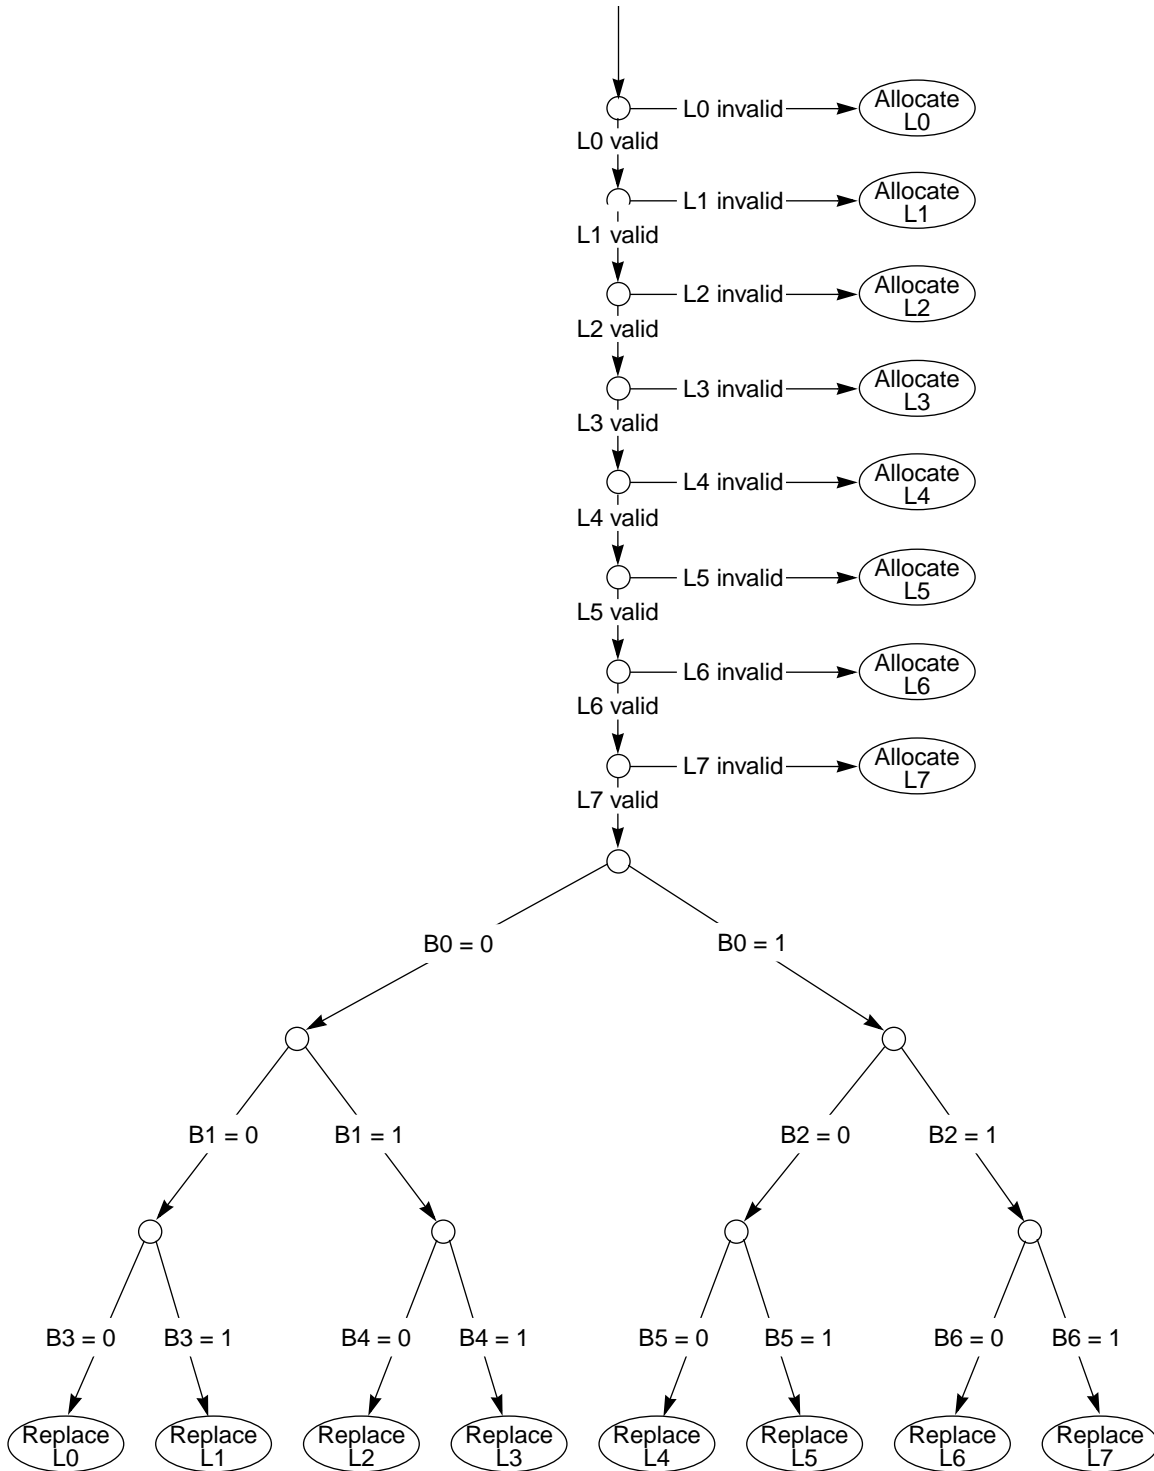 L0 invalid
Allocate
L0
L0 valid
L1 invalid
Allocate
L1
L1 valid
L2 invalid
Allocate
L2
L2 valid
L3 invalid
Allocate
L3
L3 valid
L4 invalid
Allocate
L4
L4 valid
L5 invalid
Allocate
L5
L5 valid
L6 invalid
Allocate
L6
L6 valid
L7 invalid
Allocate
L7
L7 valid
B0 = 0
B0 = 1
B1 = 0
B1 = 1
B2 = 0
B2 = 1
B3 = 0
B3 = 1
B4 = 0
B4 = 1
B5 = 0
B5 = 1
B6 = 0
B6 = 1
Replace
L0
Replace
L1
Replace
L2
Replace
L3
Replace
L4
Replace
L5
Replace
L6
Replace
L7